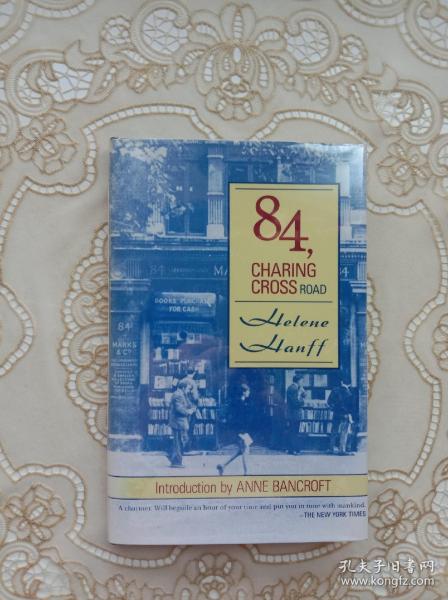 84,
CHARING
CROSS ROAD
Helene
Hanff
84
MA
BOOKS PURCHASED
FOR CASH
84
MARKS
& CO
Introduction by ANNE BANCROFT
A charmer. Will beguile an hour of your time and put you in tune with mankind.
—THE NEW YORK TIMES
孔夫子旧书网
www.kongfz.com